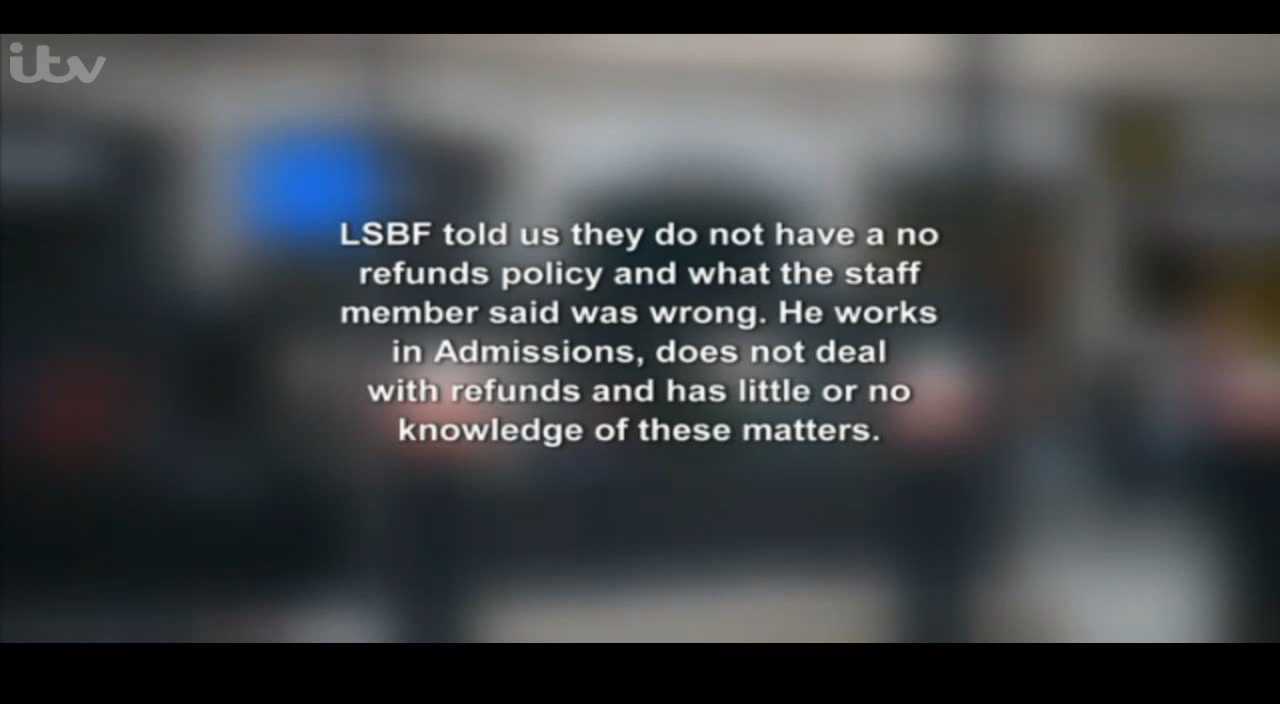 itv
LSBF told us they do not have a no
refunds policy and what the staff
member said was wrong. He works
in Admissions, does not deal
with refunds and has little or no
knowledge of these matters.